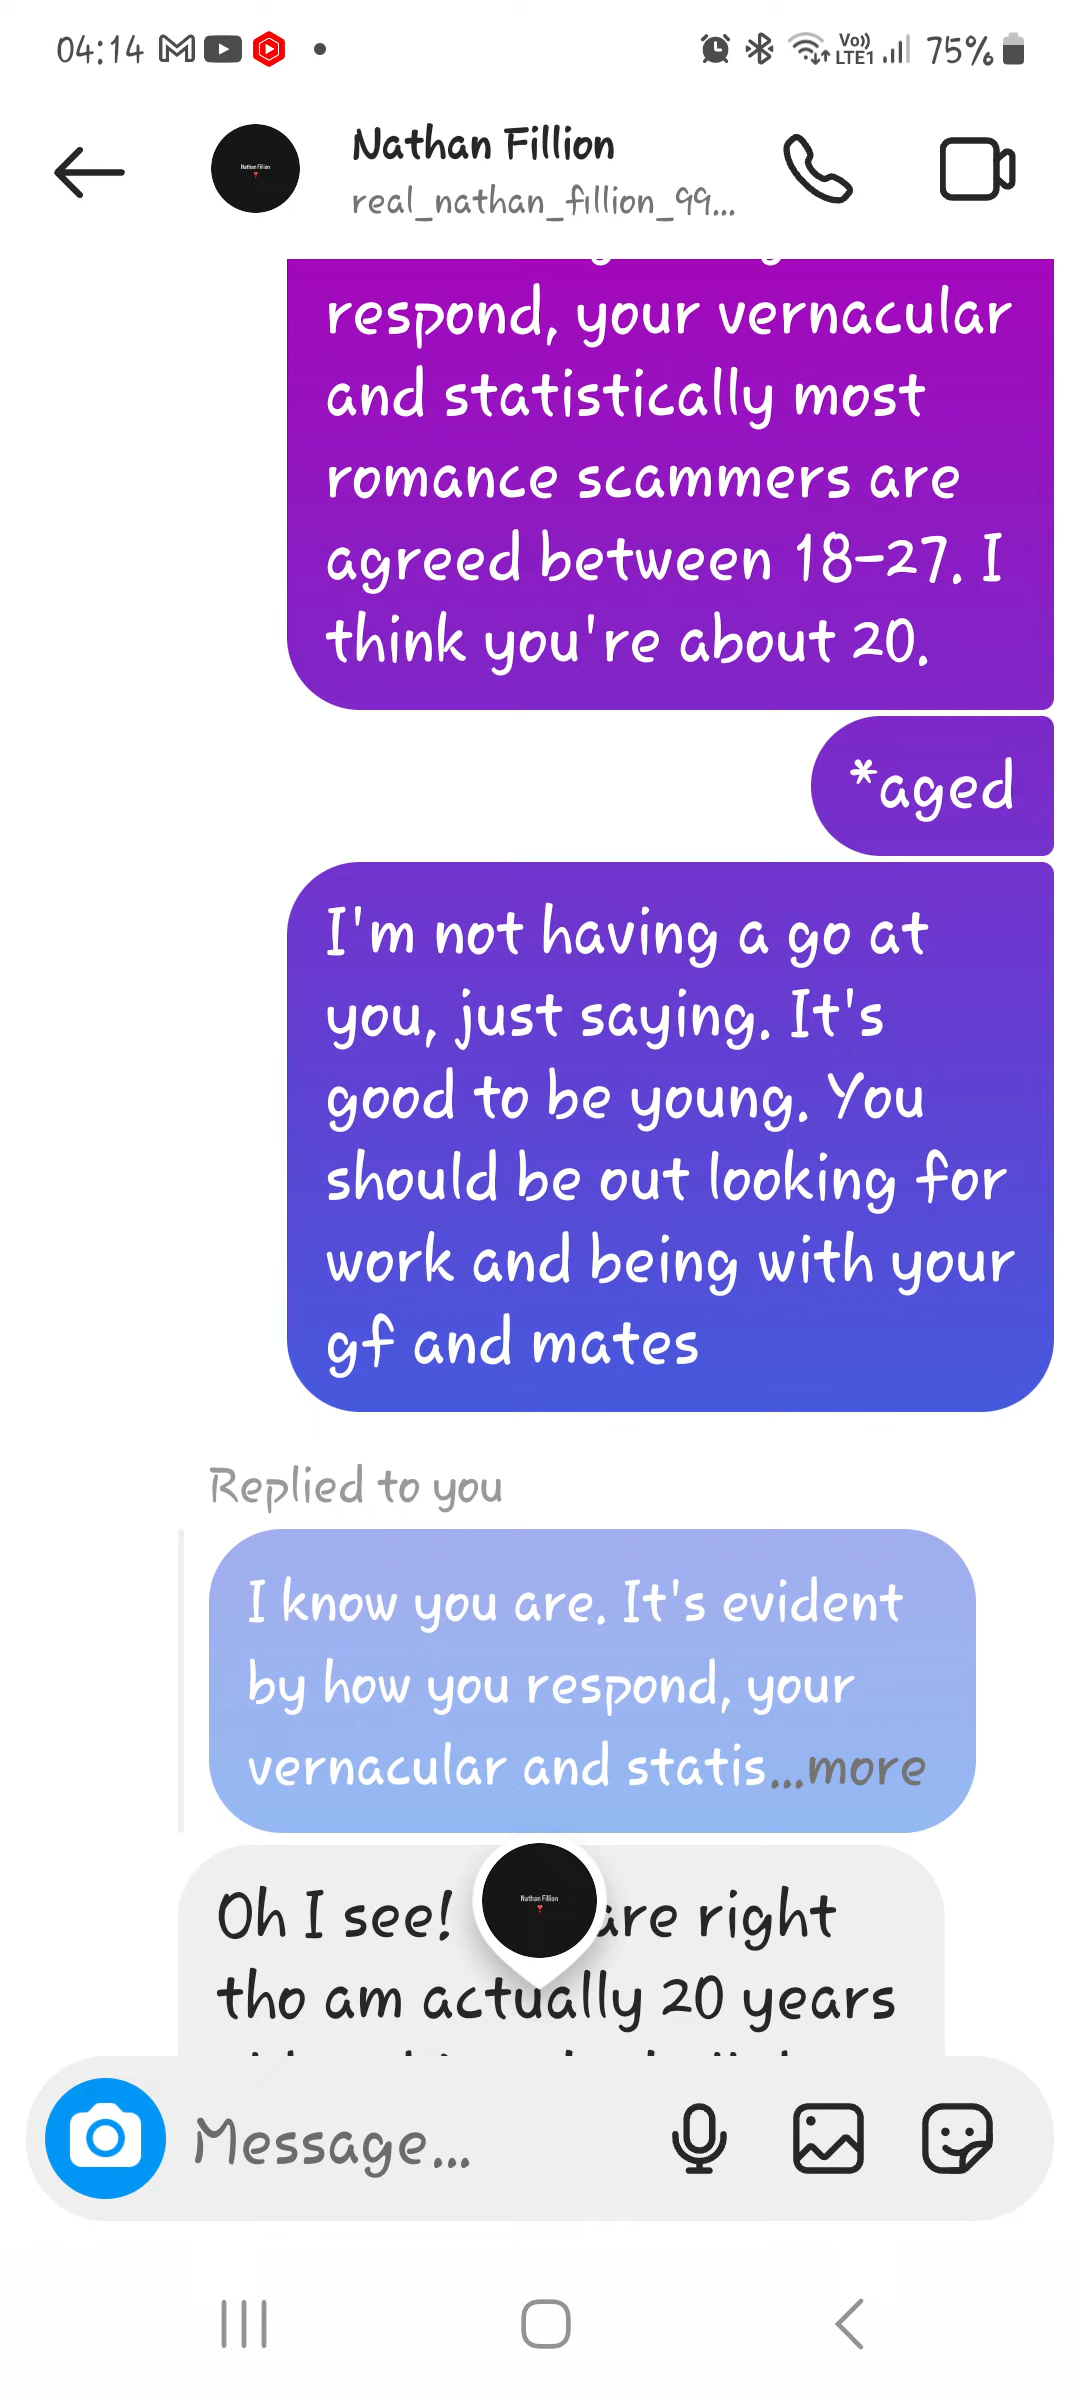 04:14
Vo))
LTE1
75%
Nathan Fillion
real_nathan_fillion_99...
respond, your vernacular
and statistically most
romance scammers are
agreed between 18-27. I
think you're about 20.
*aged
I'm not having a go at
you, just saying. It's
good to be young. You
should be out looking for
work and being with your
gf and mates
Replied to you
I know you are. It's evident
by how you respond, your
vernacular and statis...more
Nathan Fillion
Oh I see! are right
tho am actually 20 years
Message...